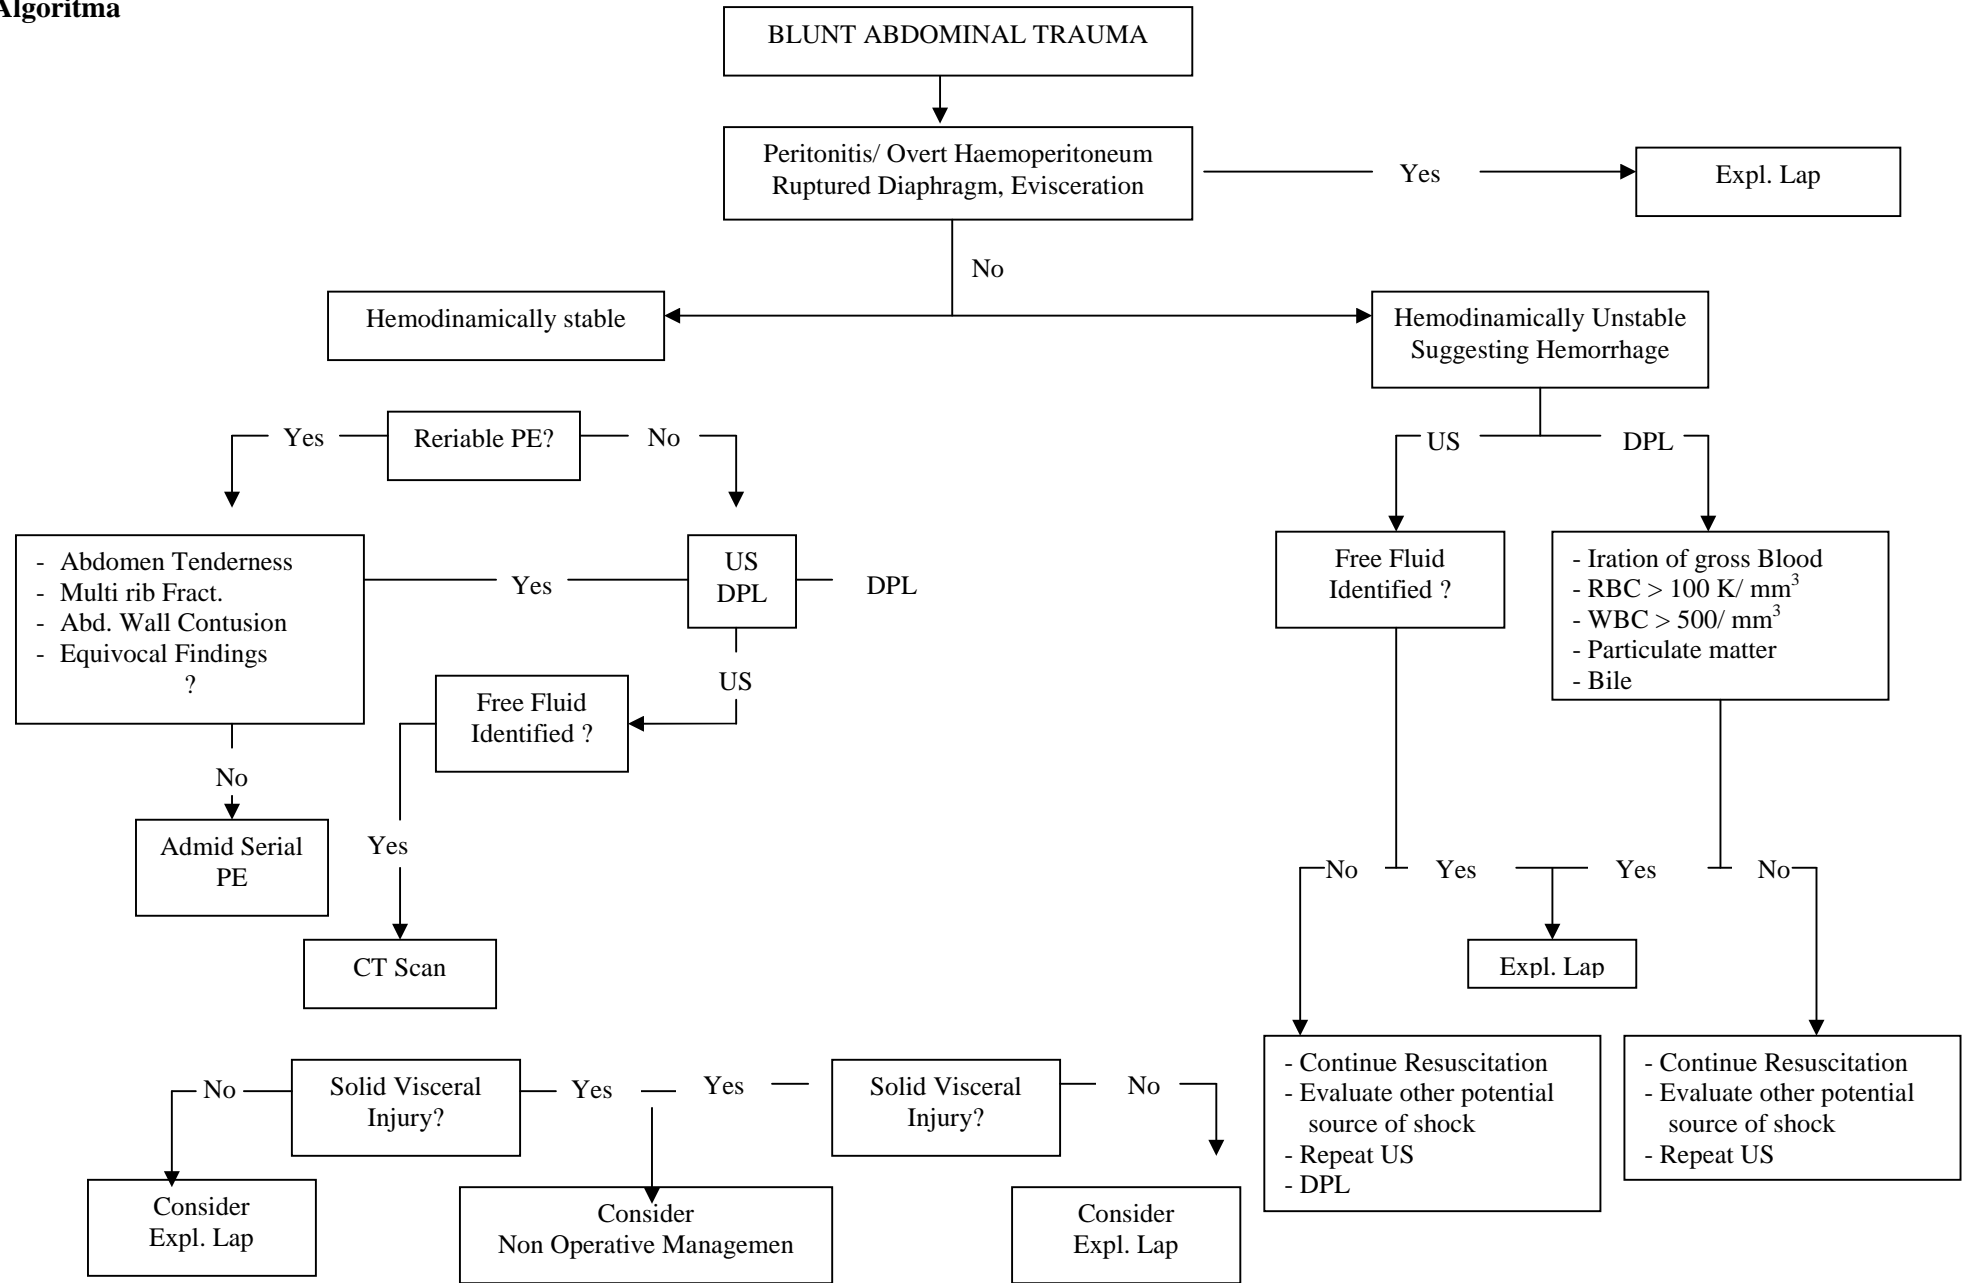 Algoritma
BLUNT ABDOMINAL TRAUMA
Peritonitis/ Overt Haemoperitoneum
Ruptured Diaphragm, Evisceration
Yes
Expl. Lap
No
Hemodinamically stable
Hemodinamically Unstable
Suggesting Hemorrhage
Yes
Reriable PE?
No
US
DPL
- Abdomen Tenderness
- Multi rib Fract.
- Abd. Wall Contusion
- Equivocal Findings
?
Yes
US
DPL
DPL
Free Fluid
Identified ?
- Iration of gross Blood
- RBC > 100 K/ mm³
- WBC > 500/ mm³
- Particulate matter
- Bile
US
Free Fluid
Identified ?
No
Admid Serial
PE
Yes
CT Scan
No
Yes
Yes
No
Expl. Lap
- Continue Resuscitation
- Evaluate other potential
source of shock
- Repeat US
- DPL
- Continue Resuscitation
- Evaluate other potential
source of shock
- Repeat US
No
Solid Visceral
Injury?
Yes
Yes
Solid Visceral
Injury?
No
Consider
Expl. Lap
Consider
Non Operative Managemen
Consider
Expl. Lap